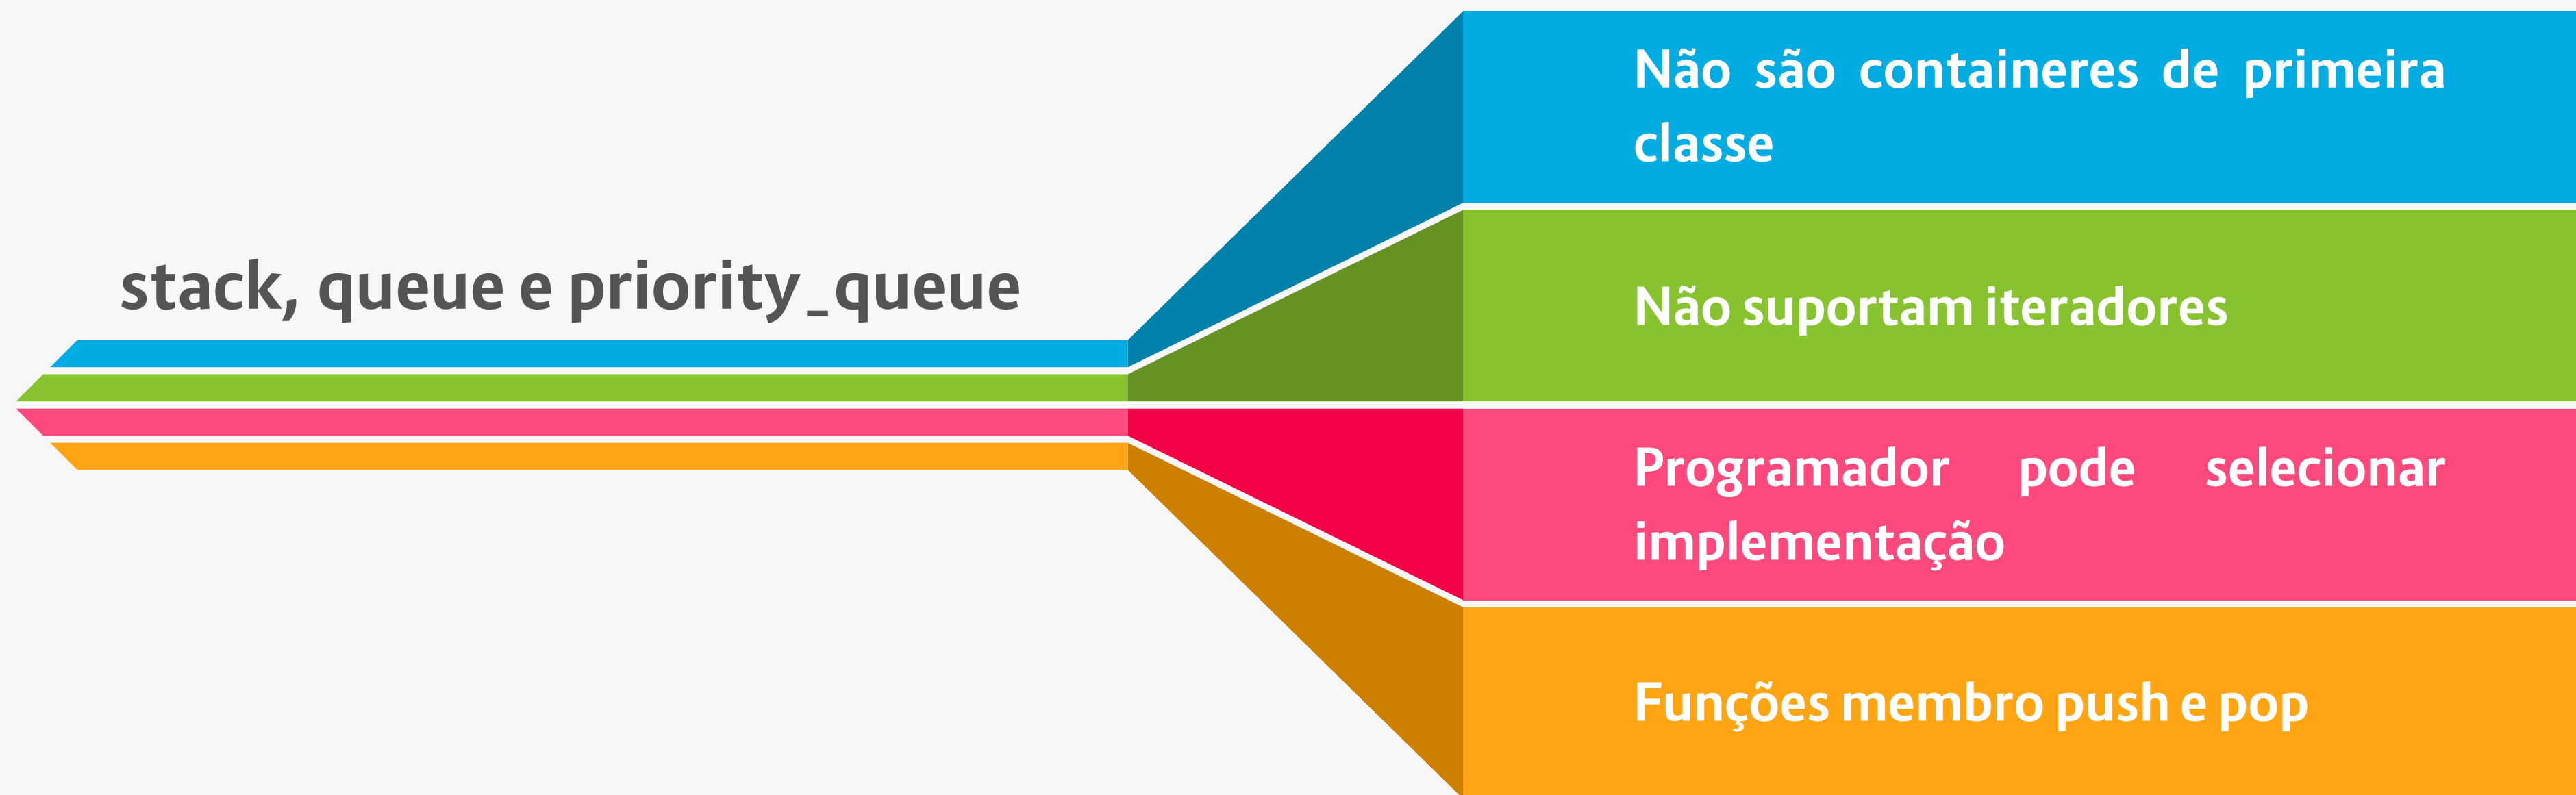 stack, queue e priority_queue
Não são containeres de primeira
classe
Não suportam iteradores
Programador pode selecionar
implementação
Funções membro push e pop